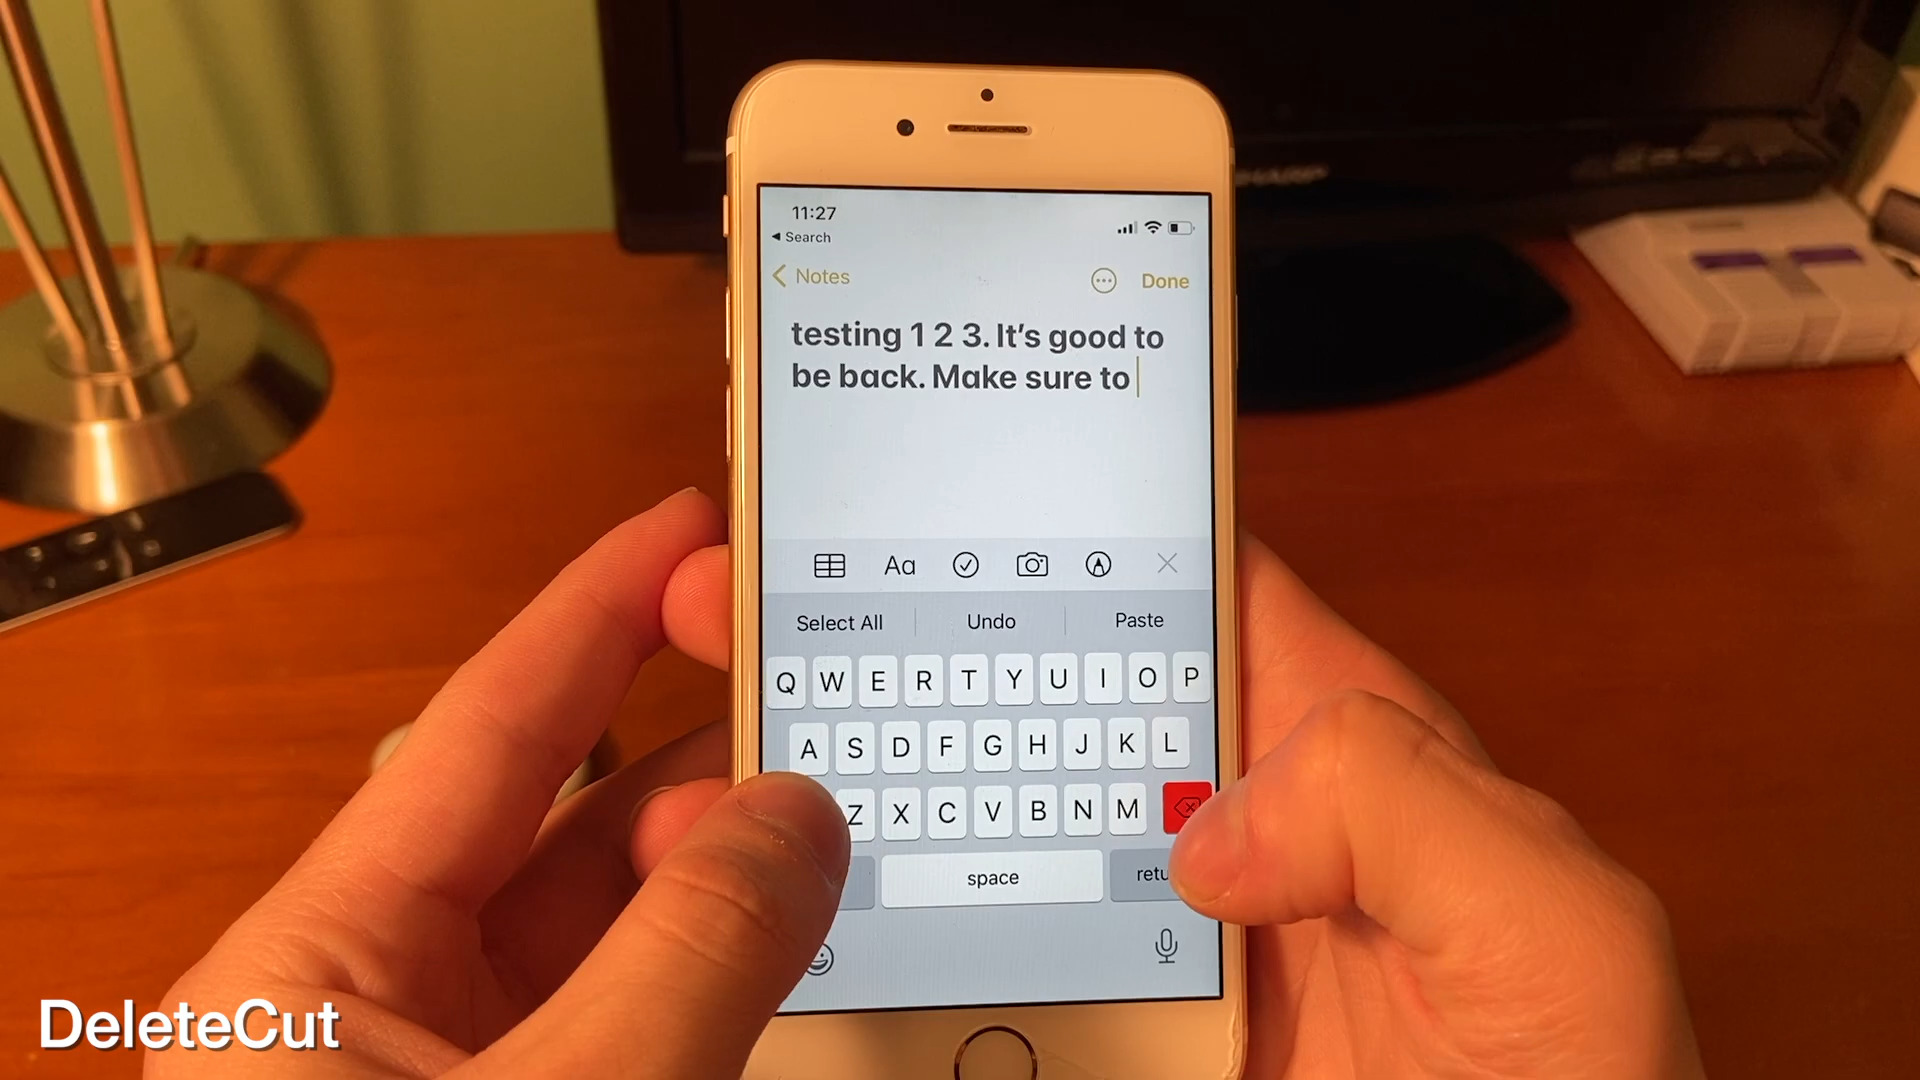 SHARP
11:27
Search
Notes
Done
testing 1 2 3. It's good to
be back. Make sure to
Aa
Select All Undo Paste
Q W E R T Y U I O P
A S D F G H J K L
Z X C V B N M
space
DeleteCut